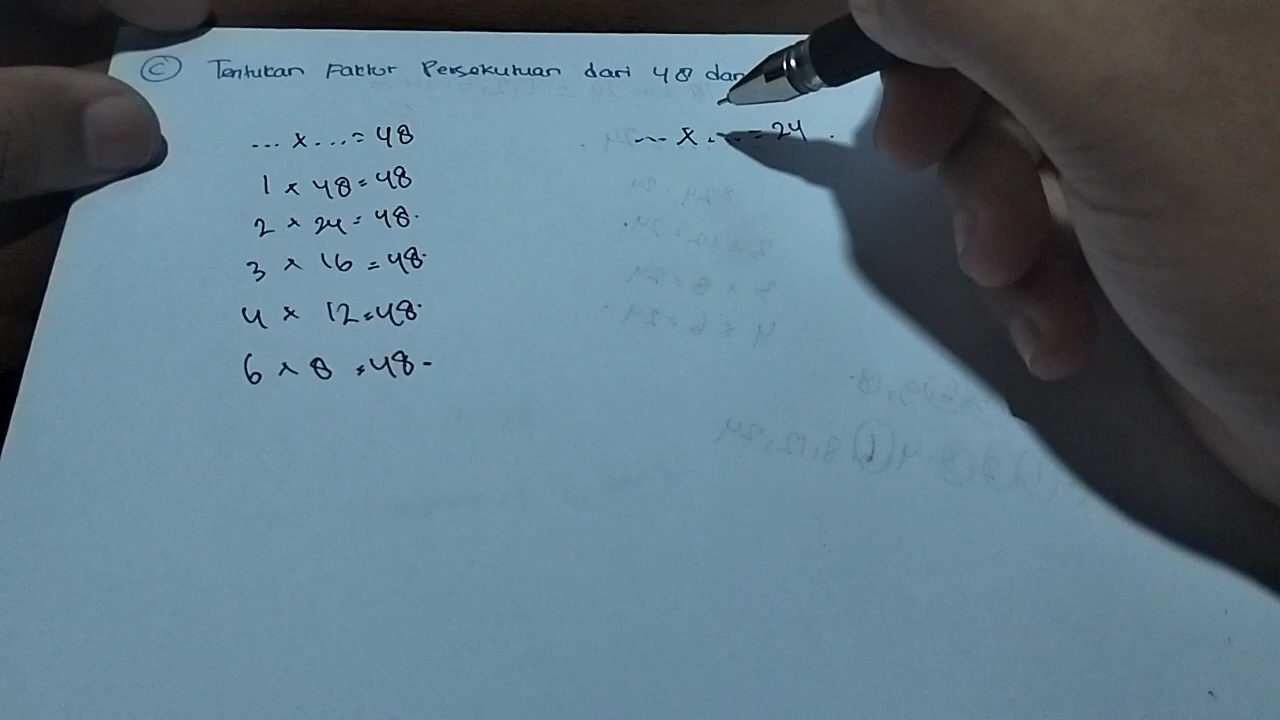 C Tentukan Faktor Persekutuan dari 48 dan
... x ... = 48
1 x 48 = 48
2 x 24 = 48.
3 x 16 = 48.
4 x 12 = 48.
6 x 8 = 48-
... x ... = 24.